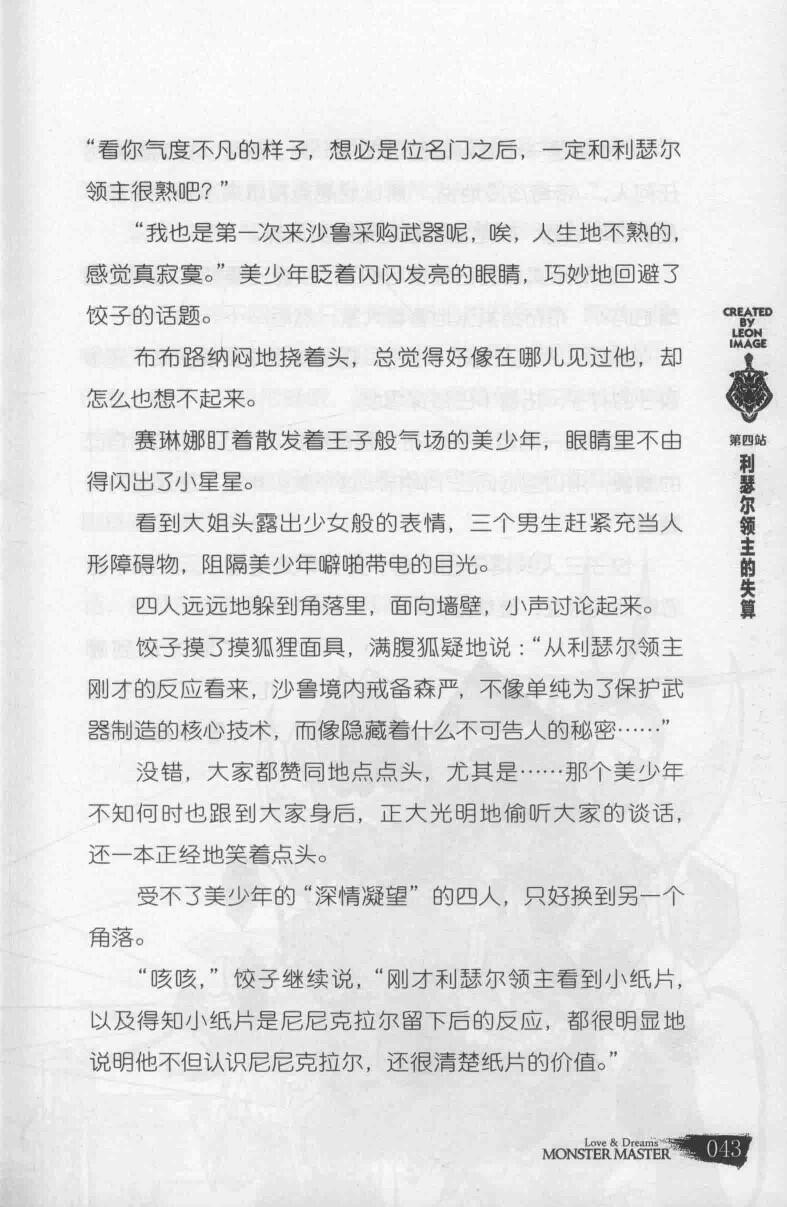 “看你气度不凡的样子，想必是位名门之后，一定和利瑟尔
领主很熟吧？”
“我也是第一次来沙鲁采购武器呢，唉，人生地不熟的，
感觉真寂寞。”美少年眨着闪闪发亮的眼睛，巧妙地回避了
饺子的话题。
布布路纳闷地挠着头，总觉得好像在哪儿见过他，却
怎么也想不起来。
赛琳娜盯着散发着王子般气场的美少年，眼睛里不由
得闪出了小星星。
看到大姐头露出少女般的表情，三个男生赶紧充当人
形障碍物，阻隔美少年噼啪带电的目光。
四人远远地躲到角落里，面向墙壁，小声讨论起来。
饺子摸了摸狐狸面具，满腹狐疑地说：“从利瑟尔领主
刚才的反应看来，沙鲁境内戒备森严，不像单纯为了保护武
器制造的核心技术，而像隐藏着什么不可告人的秘密……”
没错，大家都赞同地点点头，尤其是……那个美少年
不知何时也跟到大家身后，正大光明地偷听大家的谈话，
还一本正经地笑着点头。
受不了美少年的“深情凝望”的四人，只好换到另一个
角落。
“咳咳，”饺子继续说，“刚才利瑟尔领主看到小纸片，
以及得知小纸片是尼尼克拉尔留下后的反应，都很明显地
说明他不但认识尼尼克拉尔，还很清楚纸片的价值。”
CREATED
BY
LEON
IMAGE
第四站
利瑟尔领主的失算
Love & Dreams
MONSTER MASTER
043